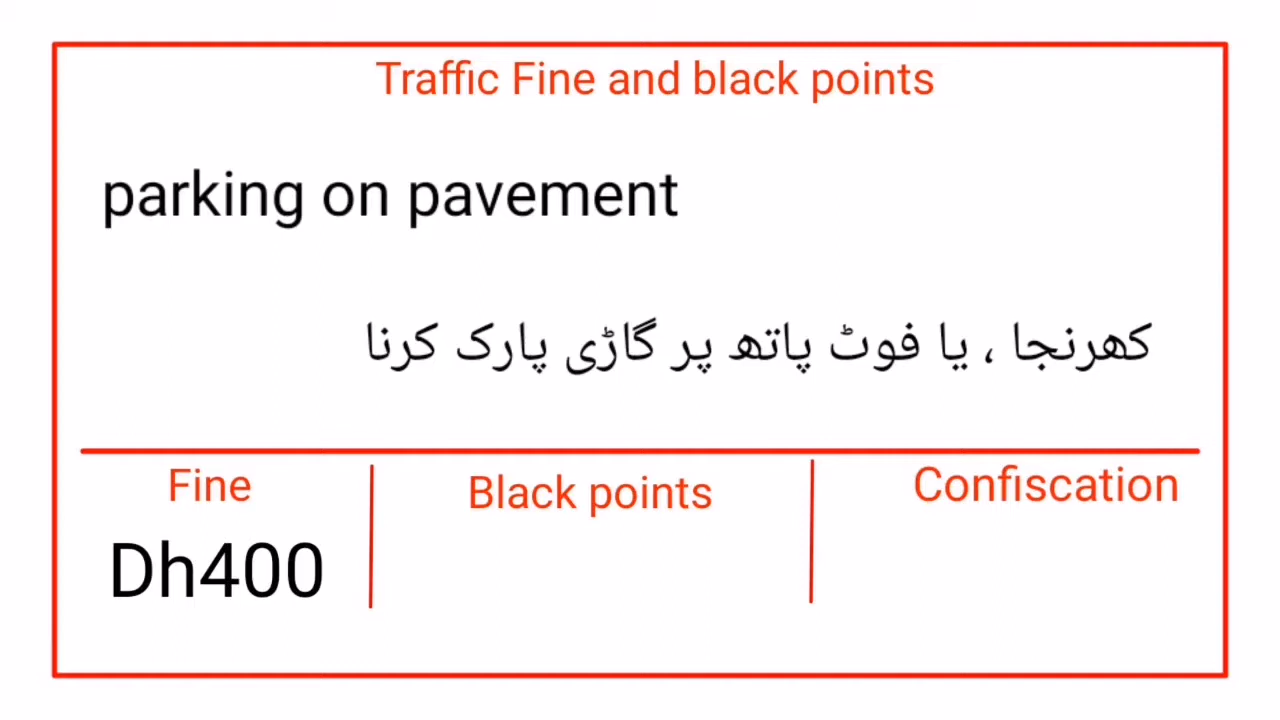 Traffic Fine and black points
parking on pavement
کھرنجا ، یا فوٹ پاتھ پر گاڑی پارک کرنا
Fine
Black points
Confiscation
Dh400